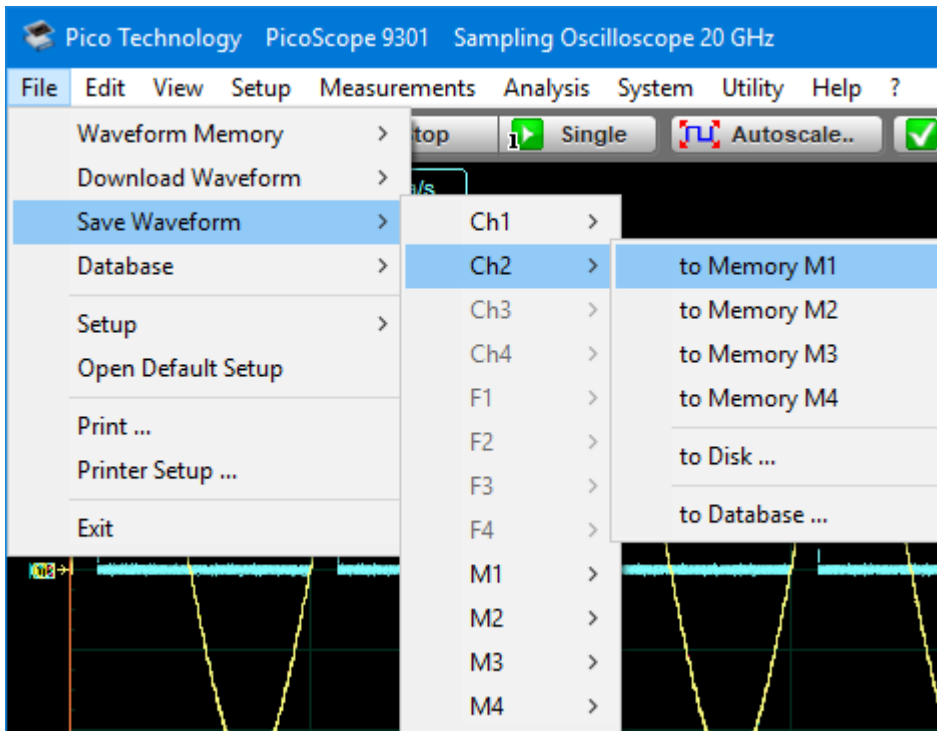 Pico Technology PicoScope 9301 Sampling Oscilloscope 20 GHz
File Edit View Setup Measurements Analysis System Utility Help ?
Waveform Memory >
Download Waveform >
Save Waveform >
Database >
Setup >
Open Default Setup
Print ...
Printer Setup ...
Exit
top
1 Single
Autoscale..
a/s
Ch1 >
Ch2 >
Ch3 >
Ch4 >
F1 >
F2 >
F3 >
F4 >
M1 >
M2 >
M3 >
M4 >
to Memory M1
to Memory M2
to Memory M3
to Memory M4
to Disk ...
to Database ...